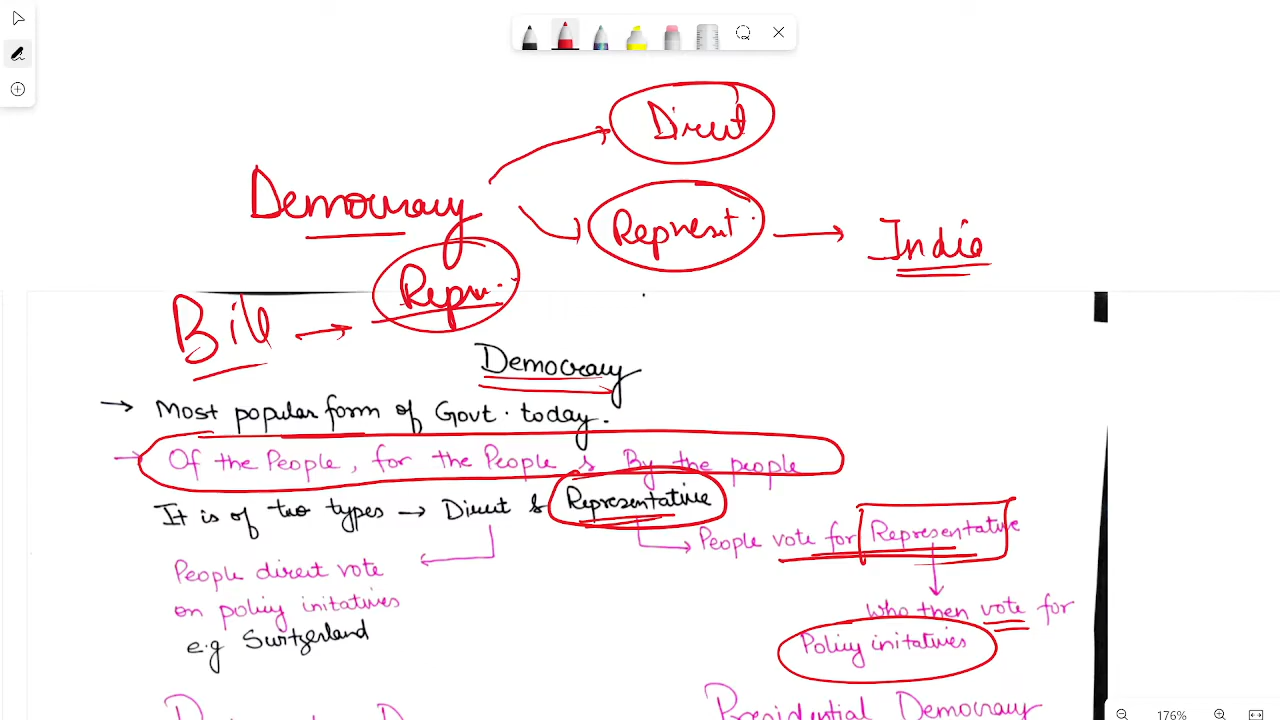 Direct
Democracy
Represt.
India
Repr.
Bill
Democracy
→ Most popular form of Govt. today.
→ Of the People, for the People & By the people
It is of two types → Direct & Representative
People vote for Representative
People direct vote
on policy initatives
who then vote for
Policy initatives
e.g Switzerland
Presidential Democracy
176%